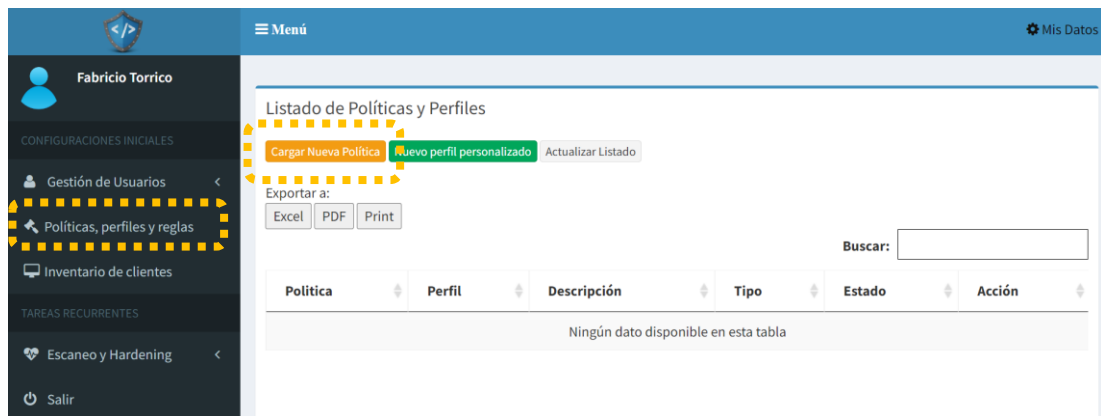 </>
Menú
Mis Datos
Fabricio Torrico
CONFIGURACIONES INICIALES
Gestión de Usuarios
Políticas, perfiles y reglas
Inventario de clientes
TAREAS RECURRENTES
Escaneo y Hardening
Salir
Listado de Políticas y Perfiles
Cargar Nueva Política Nuevo perfil personalizado Actualizar Listado
Exportar a:
Excel PDF Print
Buscar:
Politica Perfil Descripción Tipo Estado Acción
Ningún dato disponible en esta tabla